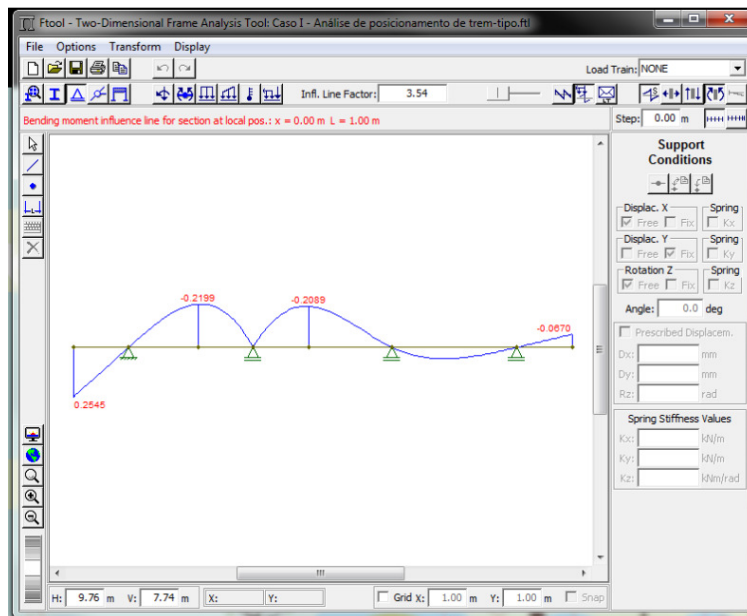 Ftool - Two-Dimensional Frame Analysis Tool: Caso I - Análise de posicionamento de trem-tipo.ftl
File Options Transform Display
Load Train: NONE
Infl. Line Factor: 3.54
Bending moment influence line for section at local pos.: x = 0.00 m L = 1.00 m
Step: 0.00 m
Support
Conditions
Displac. X Spring
Free Fix Kx
Displac. Y Spring
Free Fix Ky
Rotation Z Spring
Free Fix Kz
Angle: 0.0 deg
Prescribed Displacem.
Dx: mm
Dy: mm
Rz: rad
Spring Stiffness Values
Kx: kN/m
Ky: kN/m
Kz: kNm/rad
-0.2199
-0.2089
-0.0670
0.2545
H: 9.76 m V: 7.74 m X: Y: Grid X: 1.00 m Y: 1.00 m Snap